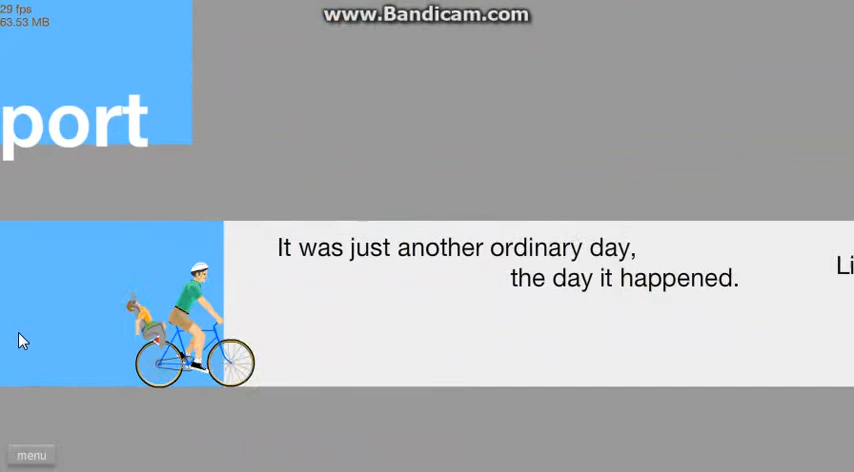 29 fps
63.53 MB
www.Bandicam.com
port
It was just another ordinary day,
the day it happened.
Li
menu